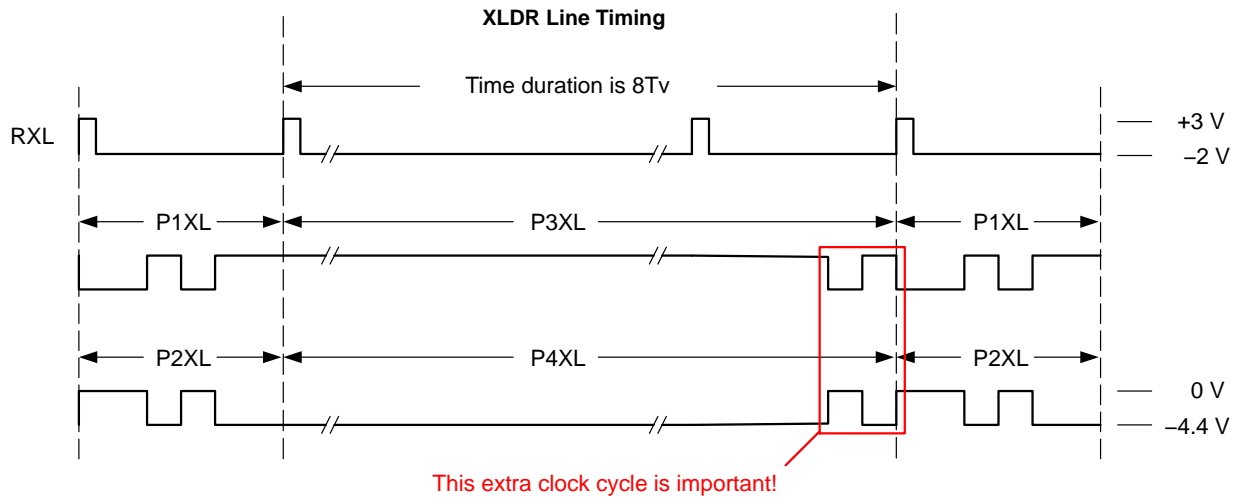 XLDR Line Timing
Time duration is 8Tv
RXL
+3 V
−2 V
P1XL
P3XL
P1XL
P2XL
P4XL
P2XL
0 V
−4.4 V
This extra clock cycle is important!